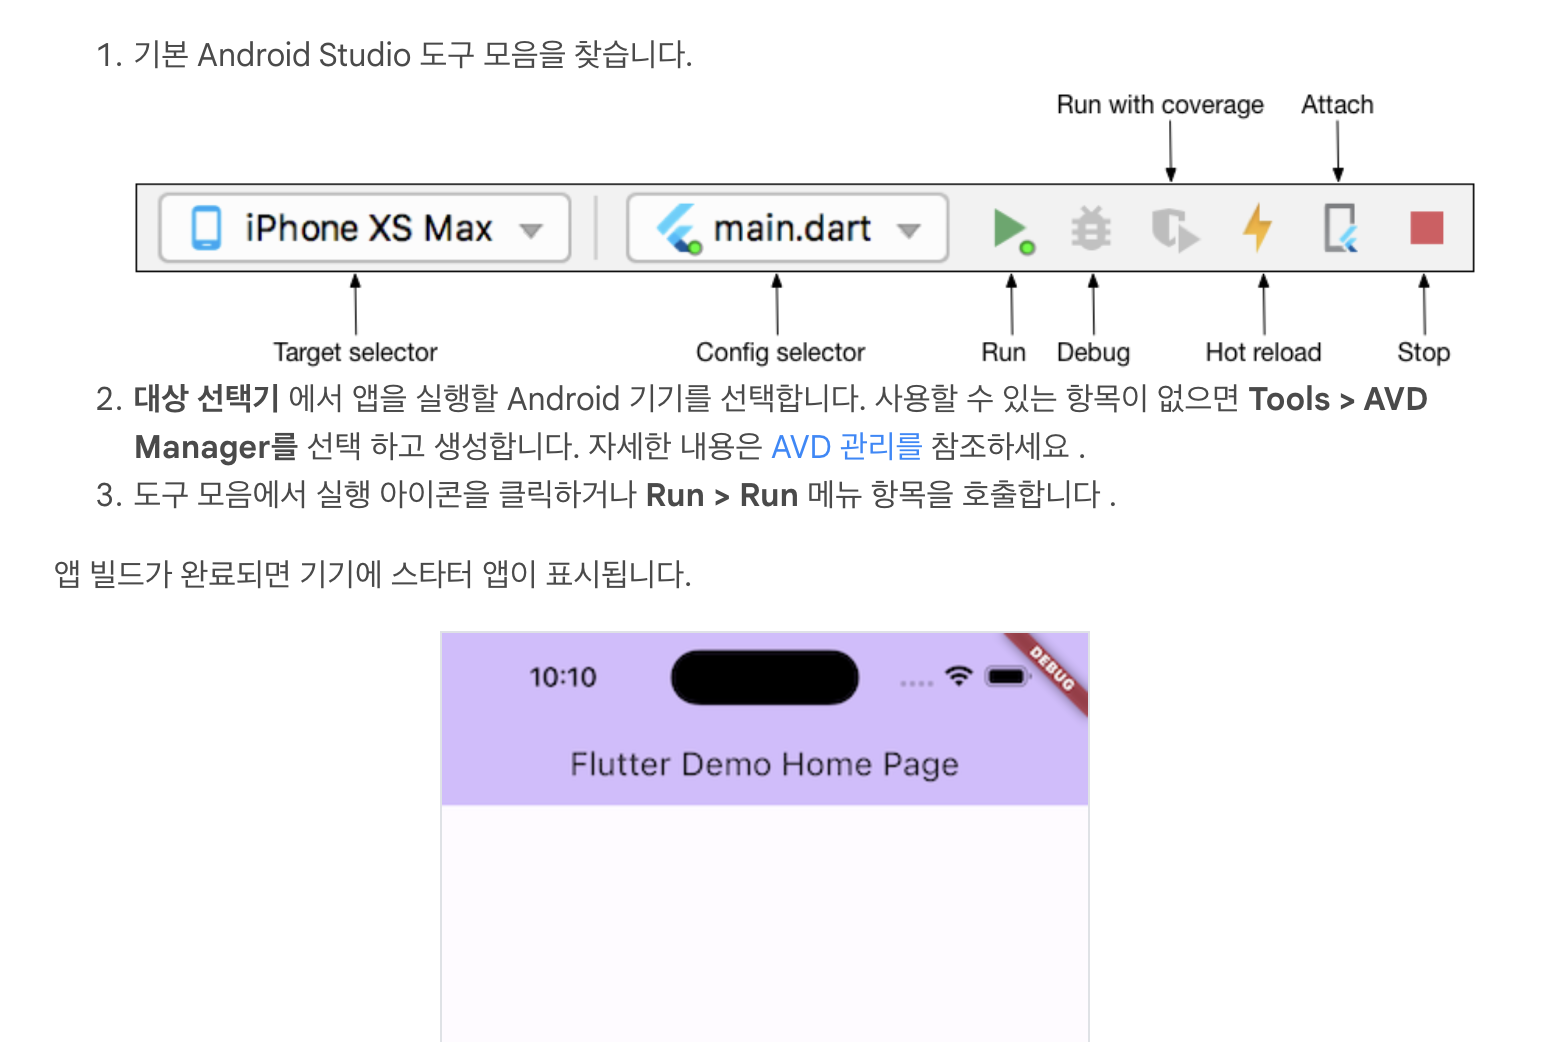 1. 기본 Android Studio 도구 모음을 찾습니다.
Run with coverage Attach
iPhone XS Max main.dart
Target selector Config selector Run Debug Hot reload Stop
2. 대상 선택기 에서 앱을 실행할 Android 기기를 선택합니다. 사용할 수 있는 항목이 없으면 Tools > AVD
Manager를 선택 하고 생성합니다. 자세한 내용은 AVD 관리를 참조하세요 .
3. 도구 모음에서 실행 아이콘을 클릭하거나 Run > Run 메뉴 항목을 호출합니다 .
앱 빌드가 완료되면 기기에 스타터 앱이 표시됩니다.
10:10
DEBUG
Flutter Demo Home Page